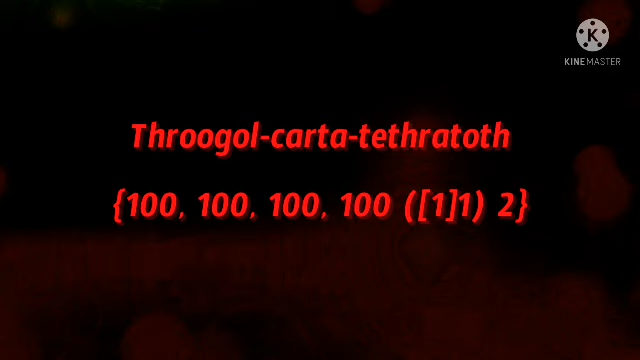 K
KINEMASTER
Throogol-carta-tethratoth
{100, 100, 100, 100 ([1]1) 2}